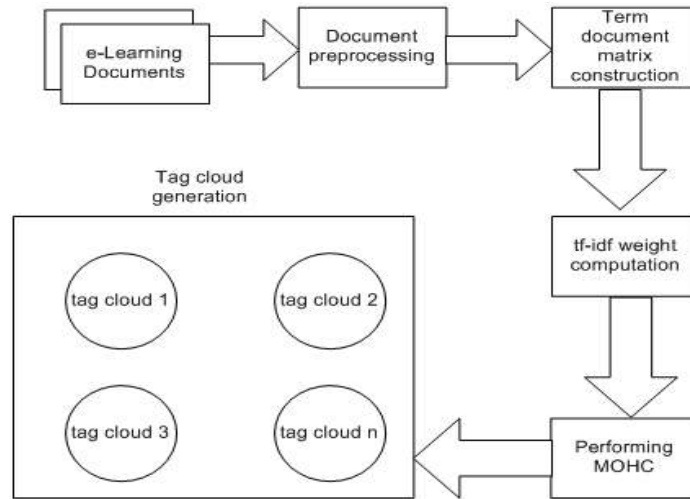 e-Learning
Documents
Document
preprocessing
Term
document
matrix
construction
tf-idf weight
computation
Performing
MOHC
Tag cloud
generation
tag cloud 1
tag cloud 2
tag cloud 3
tag cloud n